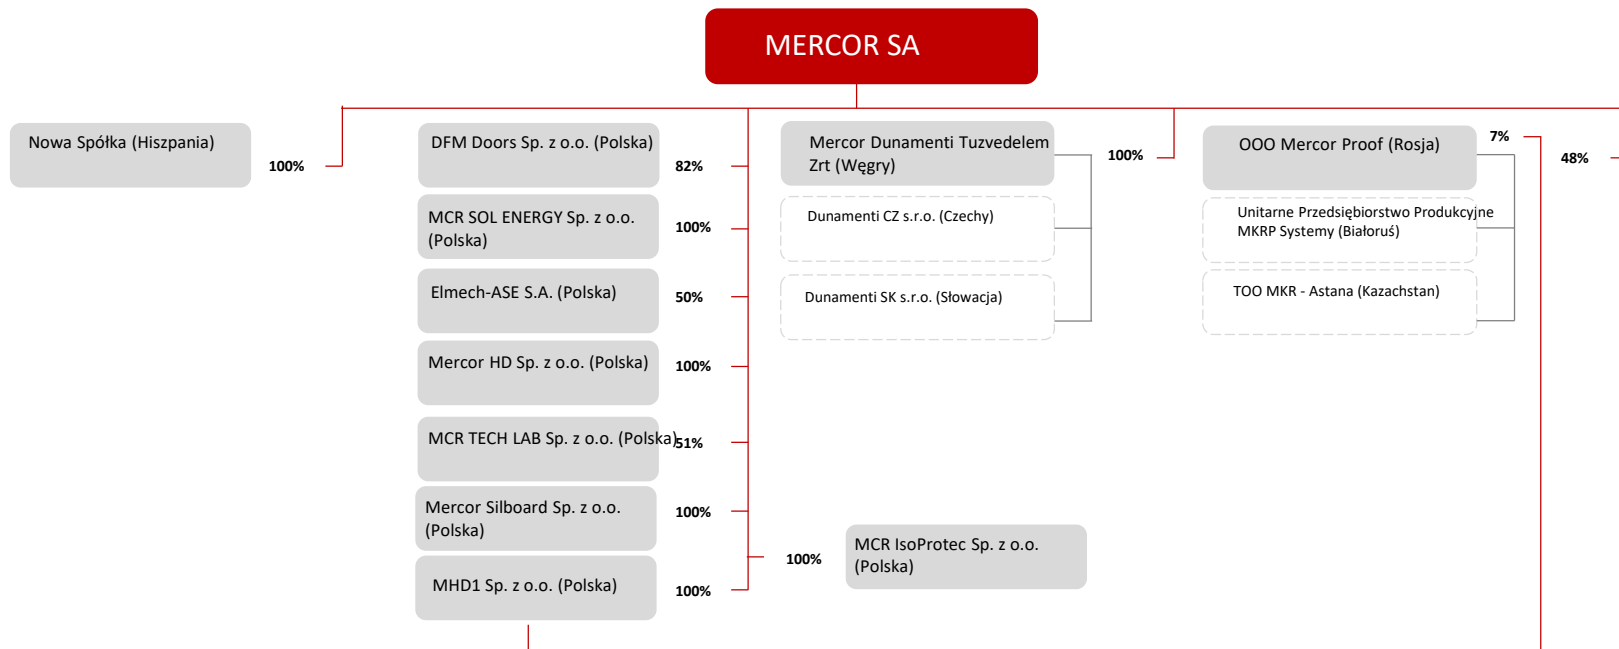 MERCOR SA
Nowa Spółka (Hiszpania)
100%
DFM Doors Sp. z o.o. (Polska)
82%
MCR SOL ENERGY Sp. z o.o.
(Polska)
100%
Elmech-ASE S.A. (Polska)
50%
Mercor HD Sp. z o.o. (Polska)
100%
MCR TECH LAB Sp. z o.o. (Polska)
51%
Mercor Silboard Sp. z o.o.
(Polska)
100%
MHD1 Sp. z o.o. (Polska)
100%
Mercor Dunamenti Tuzvedelem
Zrt (Węgry)
100%
Dunamenti CZ s.r.o. (Czechy)
Dunamenti SK s.r.o. (Słowacja)
100%
MCR IsoProtec Sp. z o.o.
(Polska)
OOO Mercor Proof (Rosja)
7%
48%
Unitarne Przedsiębiorstwo Produkcyjne
MKRP Systemy (Białoruś)
TOO MKR - Astana (Kazachstan)